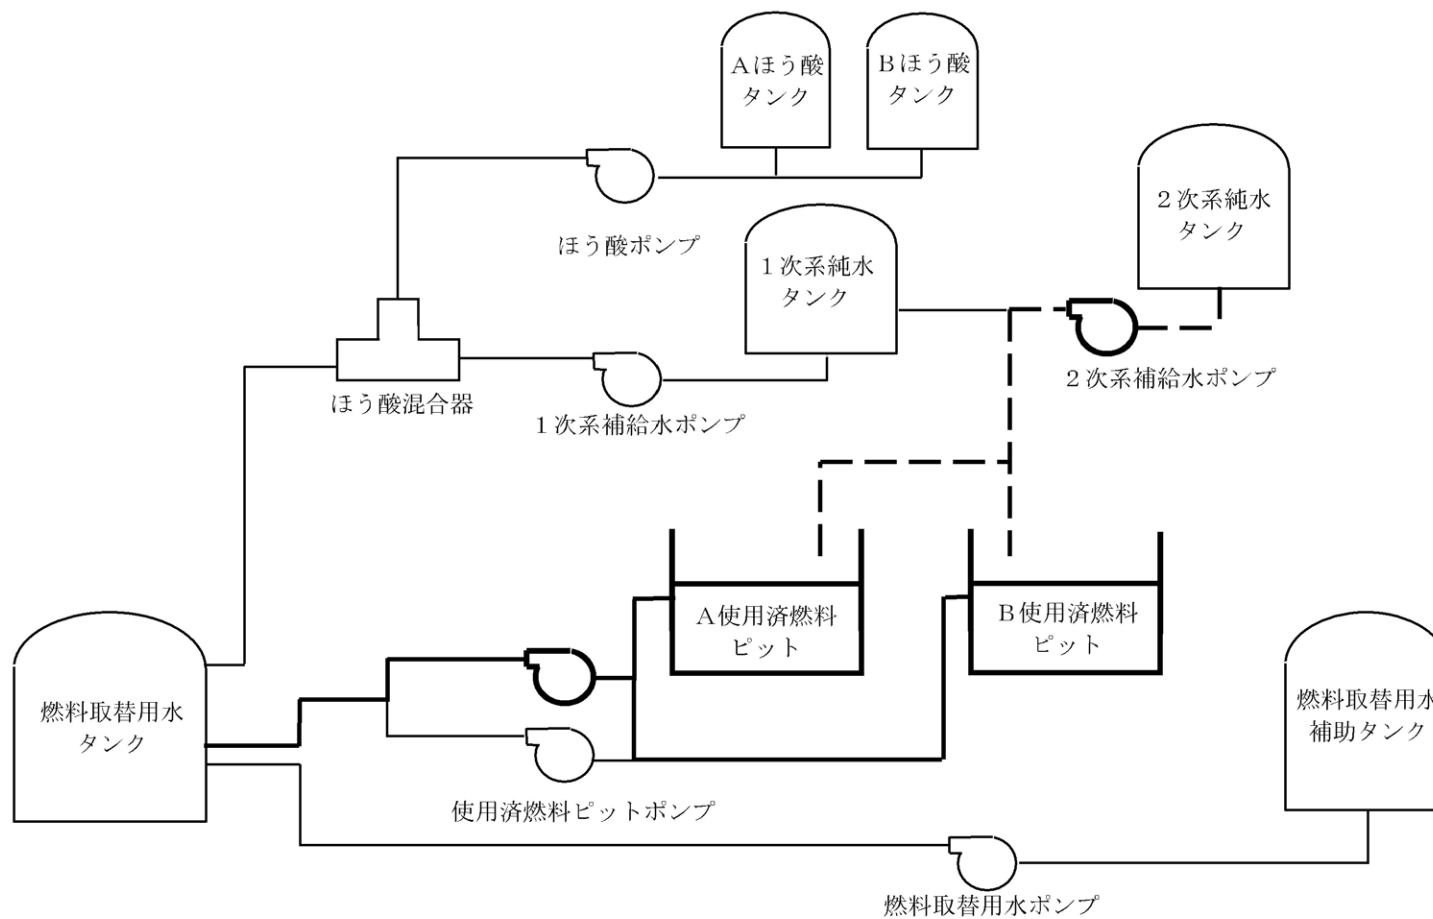 Aほう酸
タンク
Bほう酸
タンク
2次系純水
タンク
ほう酸ポンプ
1次系純水
タンク
2次系補給水ポンプ
ほう酸混合器
1次系補給水ポンプ
A使用済燃料
ピット
B使用済燃料
ピット
燃料取替用水
タンク
燃料取替用水
補助タンク
使用済燃料ピットポンプ
燃料取替用水ポンプ